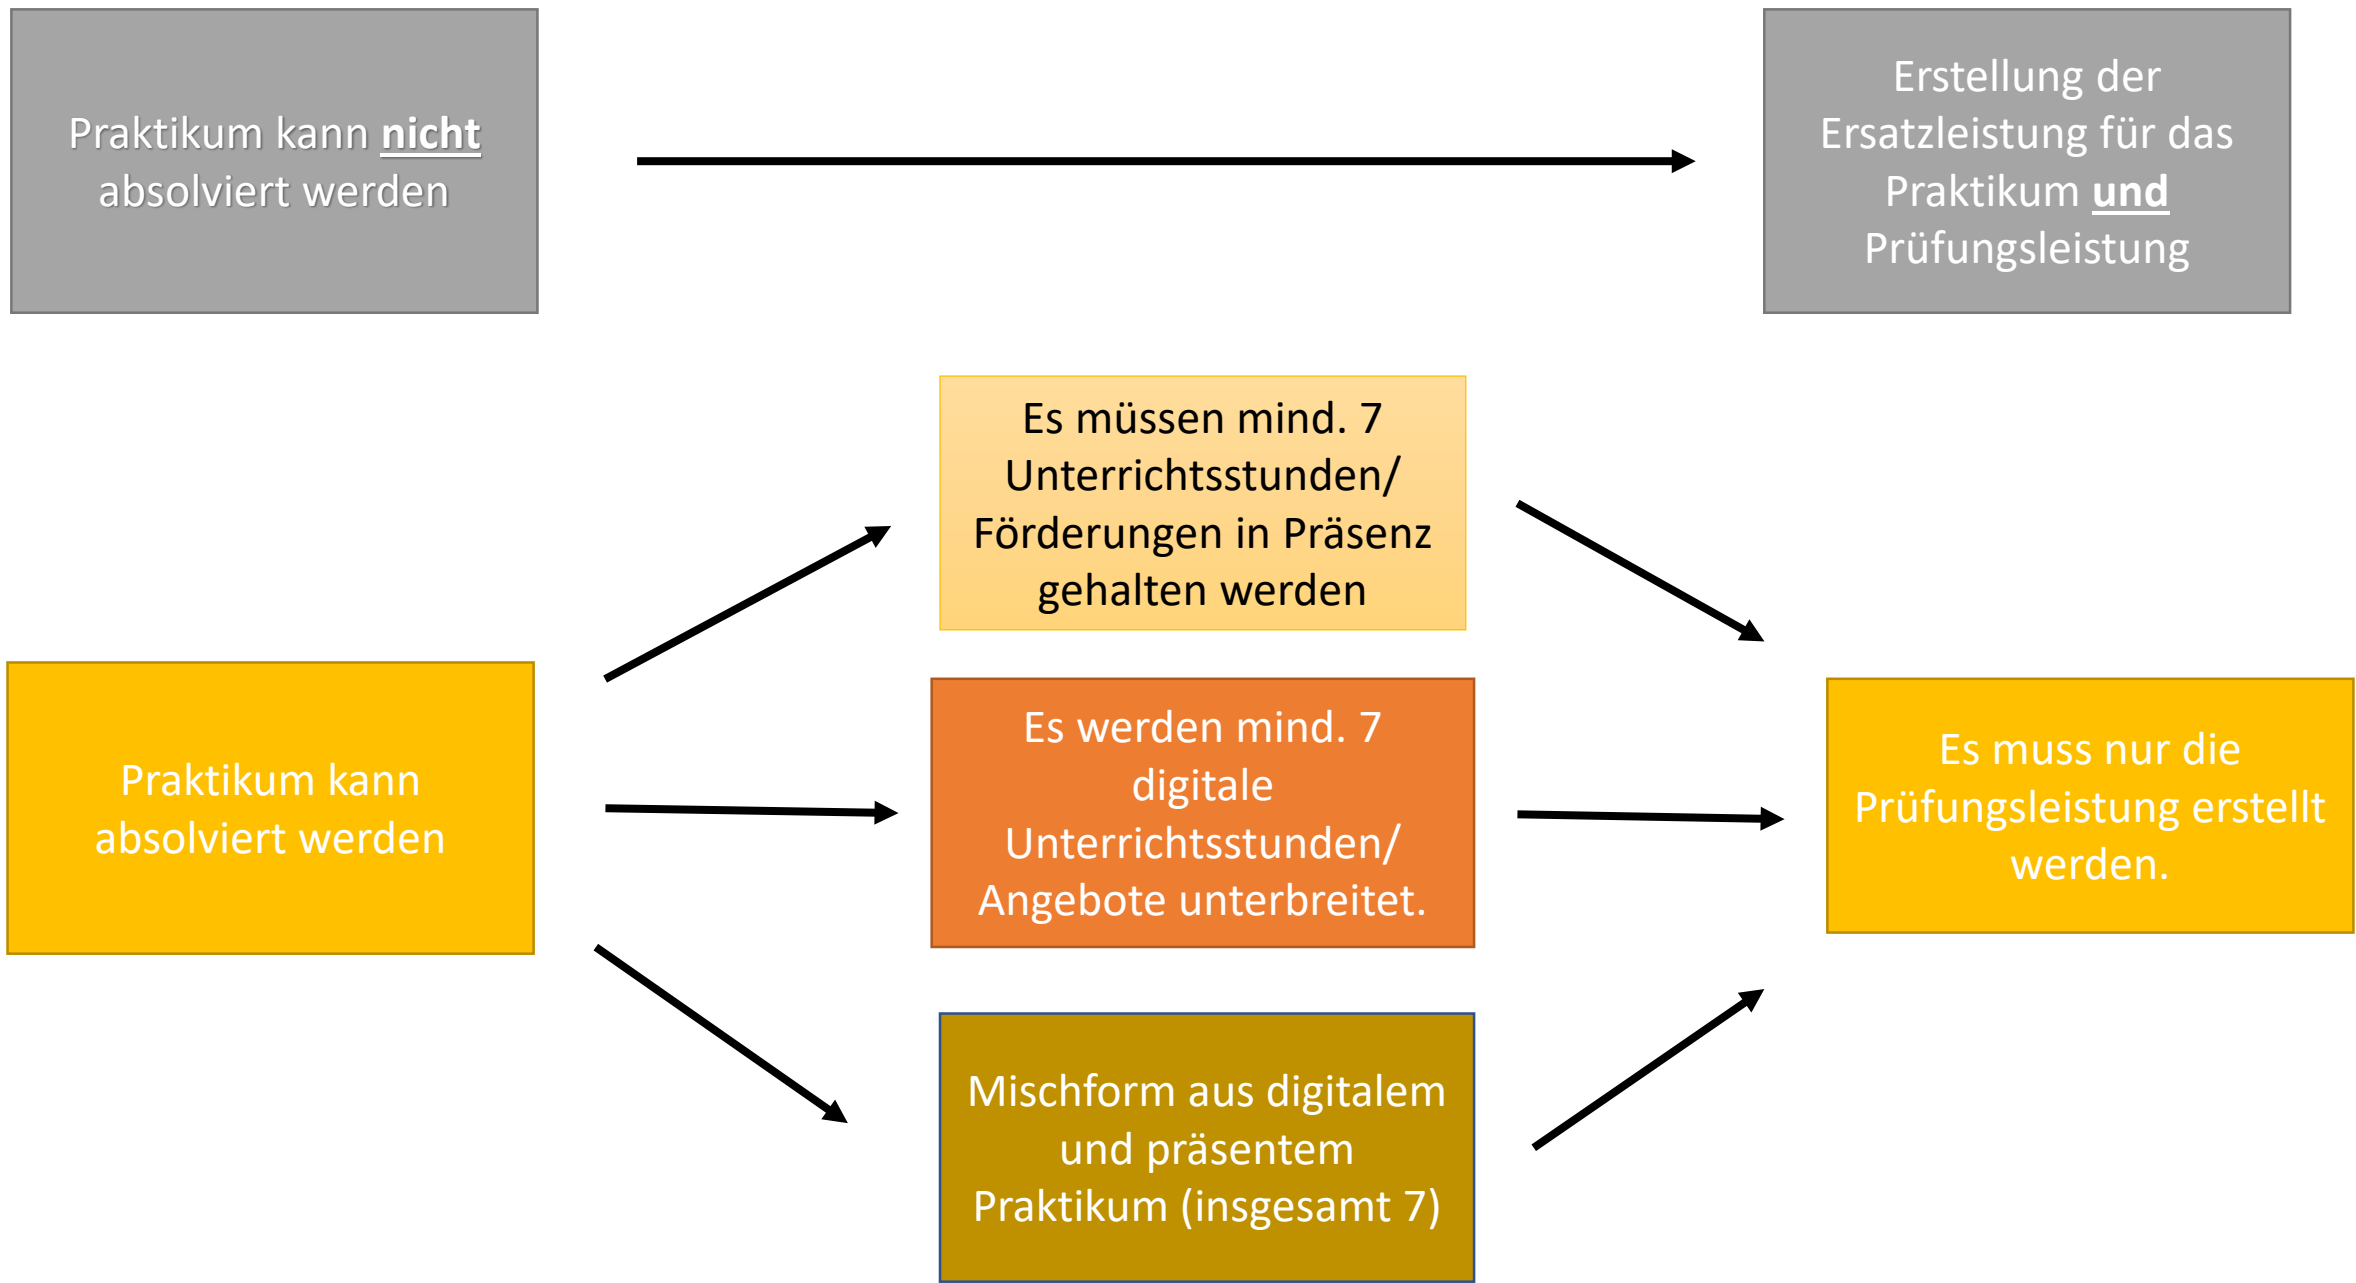 Praktikum kann nicht
absolviert werden
Erstellung der
Ersatzleistung für das
Praktikum und
Prüfungsleistung
Es müssen mind. 7
Unterrichtsstunden/
Förderungen in Präsenz
gehalten werden
Praktikum kann
absolviert werden
Es werden mind. 7
digitale
Unterrichtsstunden/
Angebote unterbreitet.
Es muss nur die
Prüfungsleistung erstellt
werden.
Mischform aus digitalem
und präsentem
Praktikum (insgesamt 7)